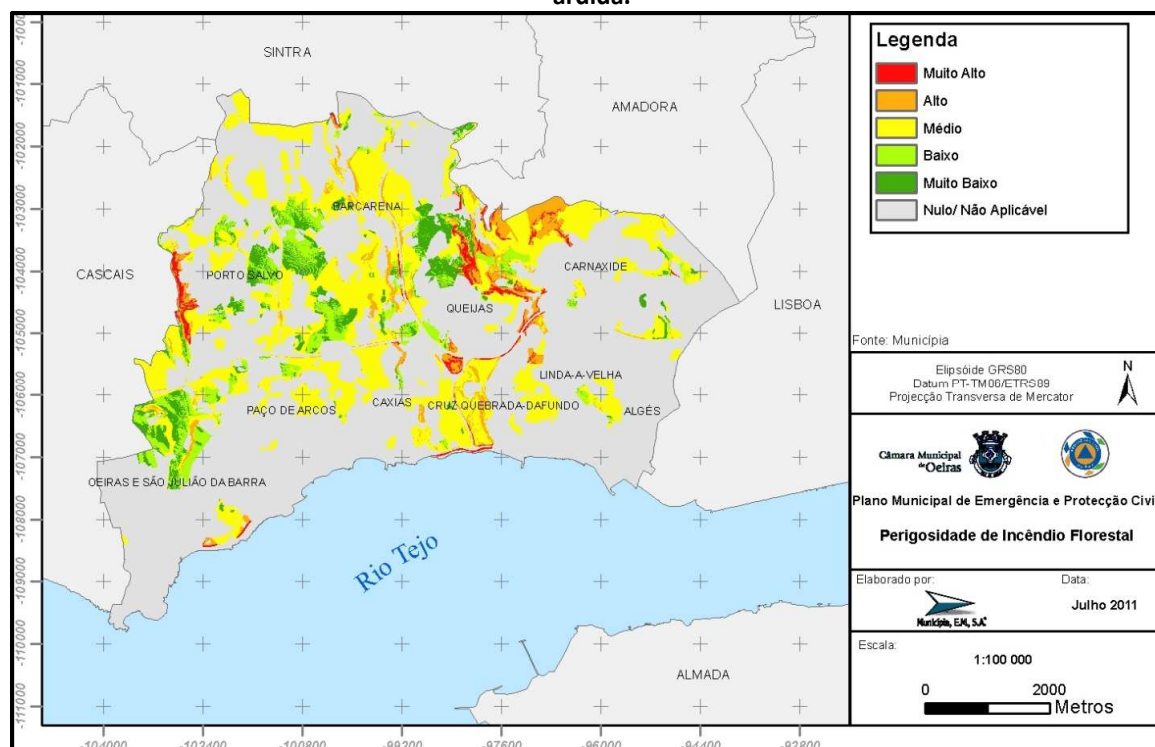 ardida.
SINTRA
AMADORA
BARCARENA
CASCAIS
PORTO SALVO
CARNAXIDE
QUEIJAS
LISBOA
LINDA-A-VELHA
PAÇO DE ARCOS
CAXIAS
CRUZ QUEBRADA-DAFUNDO
ALGÉS
OEIRAS E SÃO JULIÃO DA BARRA
Rio Tejo
ALMADA
-101000
-102000
-103000
-104000
-105000
-106000
-107000
-108000
-109000
-110000
-111000
-104000
-102400
-100800
-99200
-97600
-96000
-94400
-92800
Legenda
Muito Alto
Alto
Médio
Baixo
Muito Baixo
Nulo/ Não Aplicável
Fonte: Município
Elipsóide GRS80
Datum PT-TM06/ETRS89
Projecção Transversa de Mercator
N
Câmara Municipal
de Oeiras
Plano Municipal de Emergência e Protecção Civi
Perigosidade de Incêndio Florestal
Elaborado por:
Município, E.M., S.A.
Data:
Julho 2011
Escala:
1:100 000
0 2000
Metros